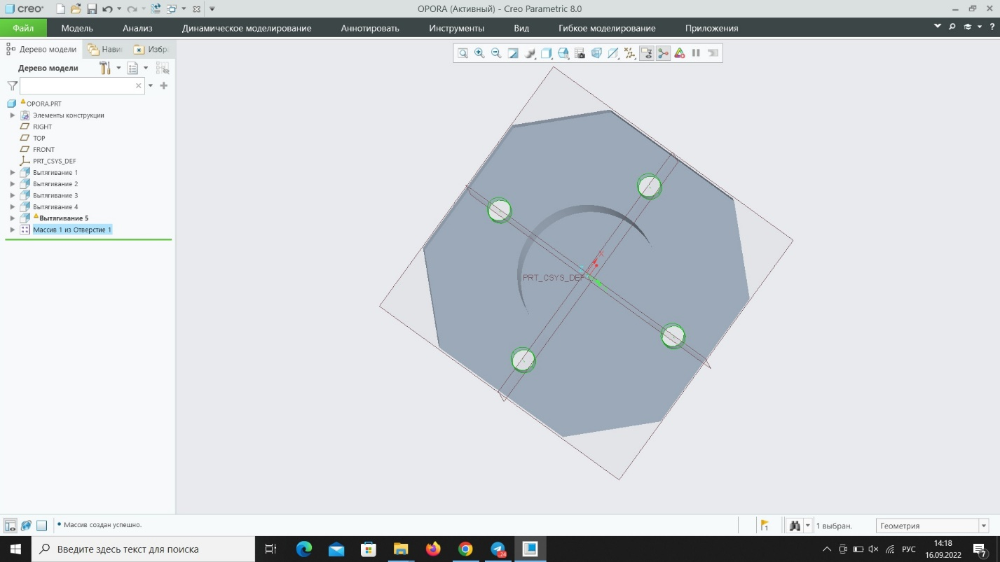 creo
OPORA (Активный) - Creo Parametric 8.0
Файл Модель Анализ Динамическое моделирование Аннотировать Инструменты Вид Гибкое моделирование Приложения
Дерево модели Нави Избр
Дерево модели
OPORA.PRT
Элементы конструкции
RIGHT
TOP
FRONT
PRT_CSYS_DEF
Вытягивание 1
Вытягивание 2
Вытягивание 3
Вытягивание 4
Вытягивание 5
Массив 1 из Отверстие 1
X
PRT_CSYS_DEF
Массив создан успешно.
1
1 выбран.
Геометрия
Введите здесь текст для поиска
24
РУС
14:18
16.09.2022
7